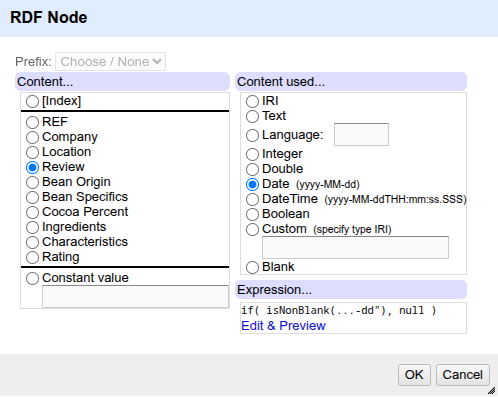 RDF Node
Prefix: Choose / None
Content...
[Index]
REF
Company
Location
Review
Bean Origin
Bean Specifics
Cocoa Percent
Ingredients
Characteristics
Rating
Constant value
Content used...
IRI
Text
Language:
Integer
Double
Date (yyyy-MM-dd)
DateTime (yyyy-MM-ddTHH:mm:ss.SSS)
Boolean
Custom (specify type IRI)
Blank
Expression...
if( isNonBlank(...-dd"), null )
Edit & Preview
OK Cancel